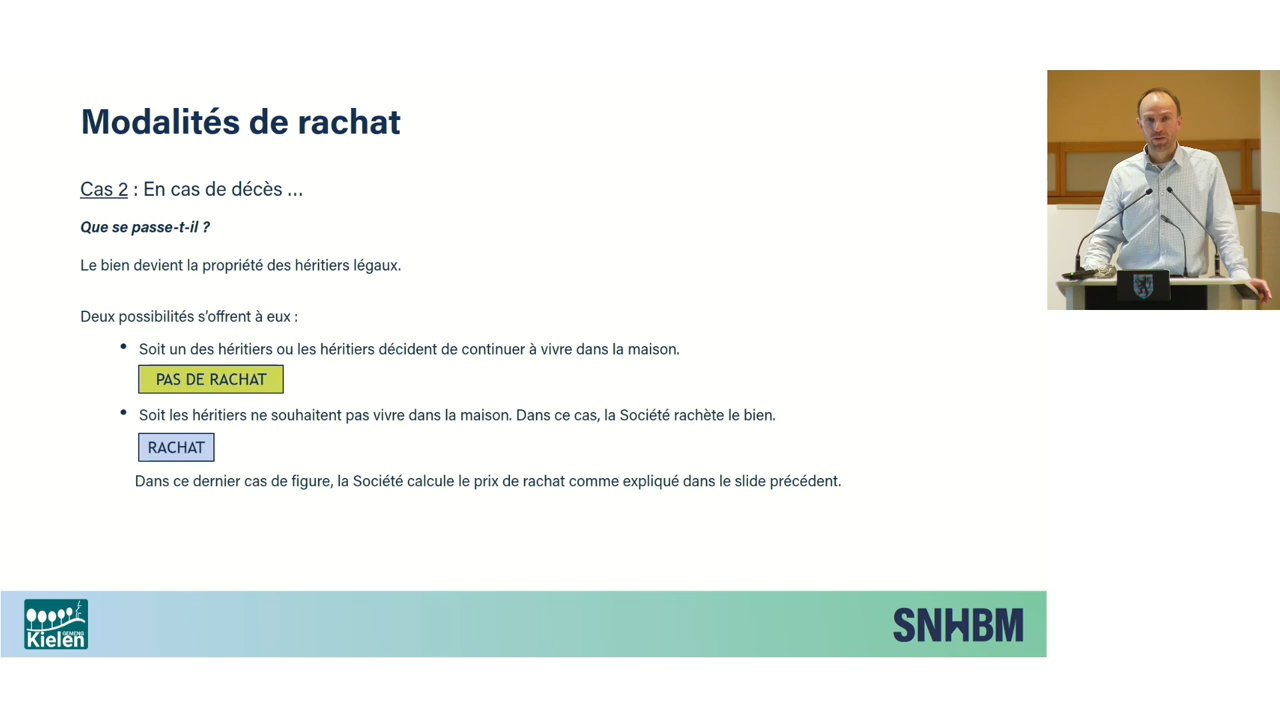 Modalités de rachat
Cas 2 : En cas de décès ...
Que se passe-t-il ?
Le bien devient la propriété des héritiers légaux.
Deux possibilités s’offrent à eux :
• Soit un des héritiers ou les héritiers décident de continuer à vivre dans la maison.
PAS DE RACHAT
• Soit les héritiers ne souhaitent pas vivre dans la maison. Dans ce cas, la Société rachète le bien.
RACHAT
Dans ce dernier cas de figure, la Société calcule le prix de rachat comme expliqué dans le slide précédent.
GEMENG
Kielen
SNHBM